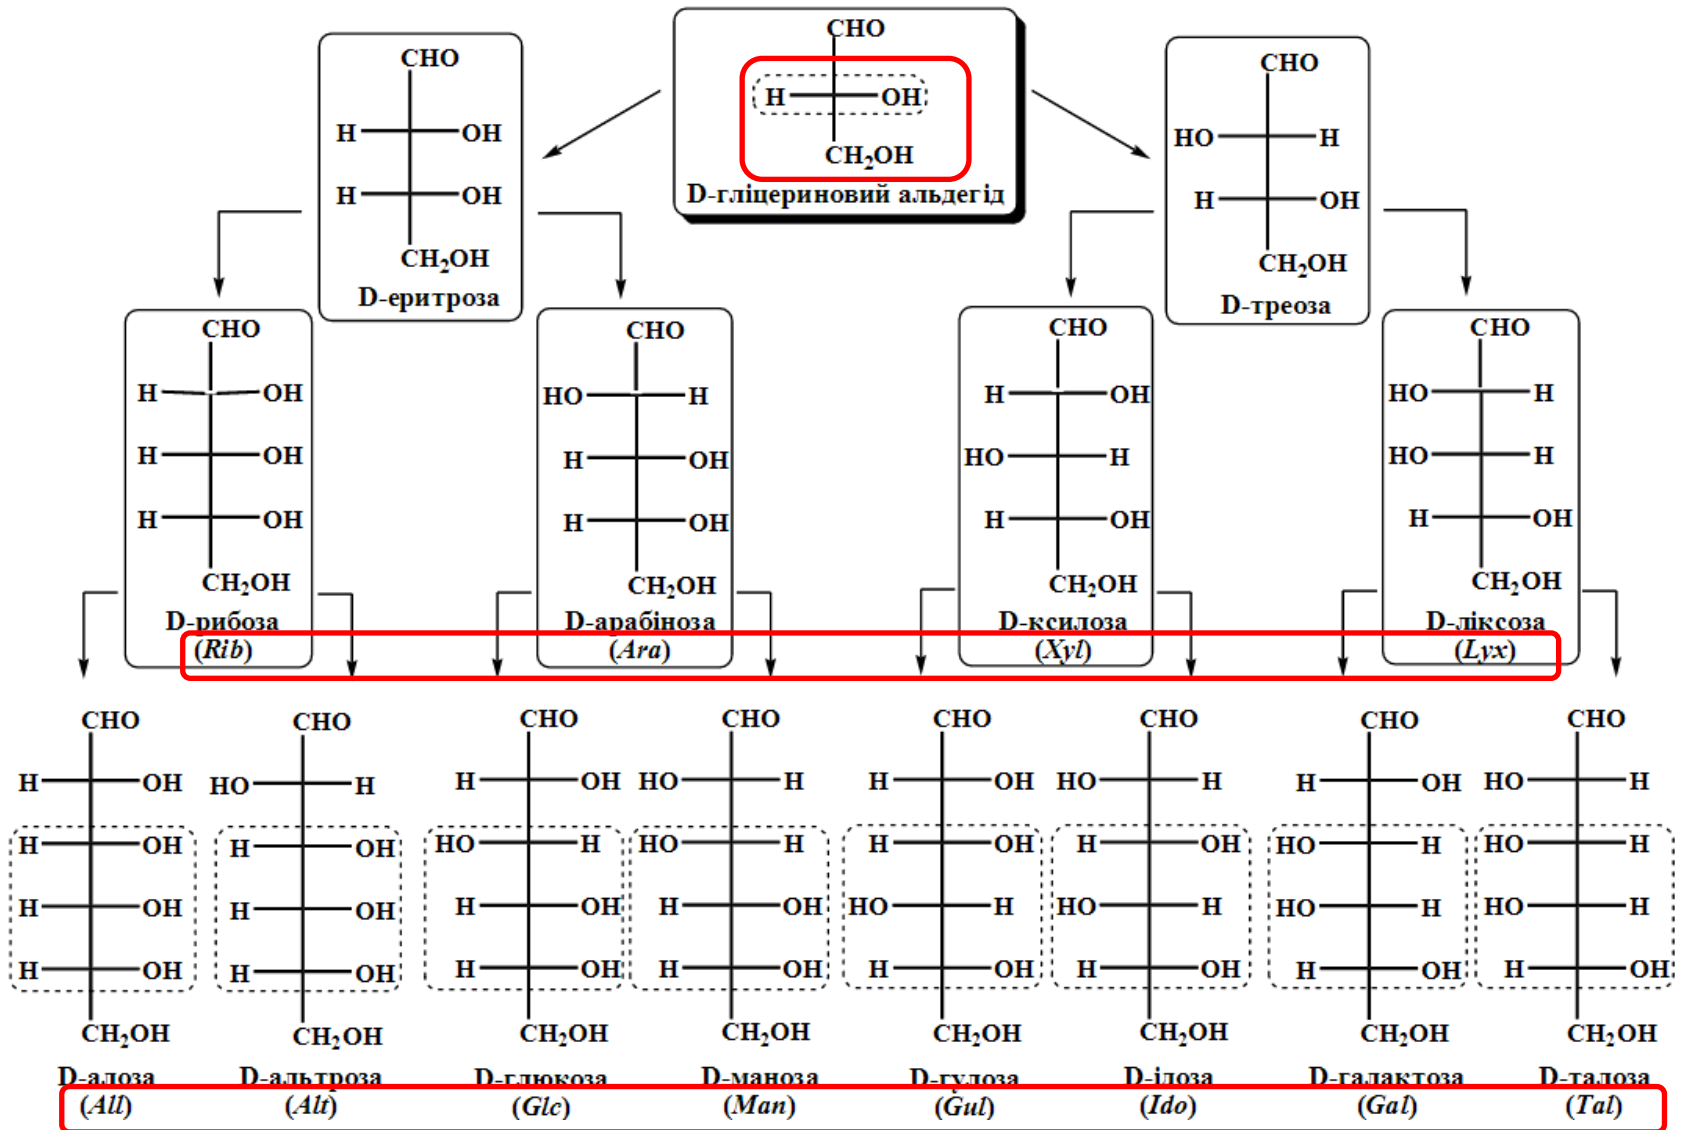 CHO
H OH
CH₂OH
D-гліцериновий альдегід
CHO
H OH
H OH
CH₂OH
D-еритроза
CHO
HO H
H OH
CH₂OH
D-треоза
CHO
H OH
H OH
H OH
CH₂OH
D-рибоза
(Rib)
CHO
HO H
H OH
H OH
CH₂OH
D-арабіноза
(Ara)
CHO
H OH
HO H
H OH
CH₂OH
D-ксилоза
(Xyl)
CHO
HO H
HO H
H OH
CH₂OH
D-ліксоза
(Lyx)
CHO
H OH
H OH
H OH
H OH
CH₂OH
D-алоза
(All)
CHO
HO H
H OH
H OH
H OH
CH₂OH
D-альтроза
(Alt)
CHO
H OH
HO H
H OH
H OH
CH₂OH
D-глюкоза
(Glc)
CHO
HO H
HO H
H OH
H OH
CH₂OH
D-маноза
(Man)
CHO
H OH
H OH
HO H
H OH
CH₂OH
D-гулоза
(Gul)
CHO
HO H
H OH
HO H
H OH
CH₂OH
D-ідоза
(Ido)
CHO
H OH
HO H
HO H
H OH
CH₂OH
D-галактоза
(Gal)
CHO
HO H
HO H
HO H
H OH
CH₂OH
D-талоза
(Tal)